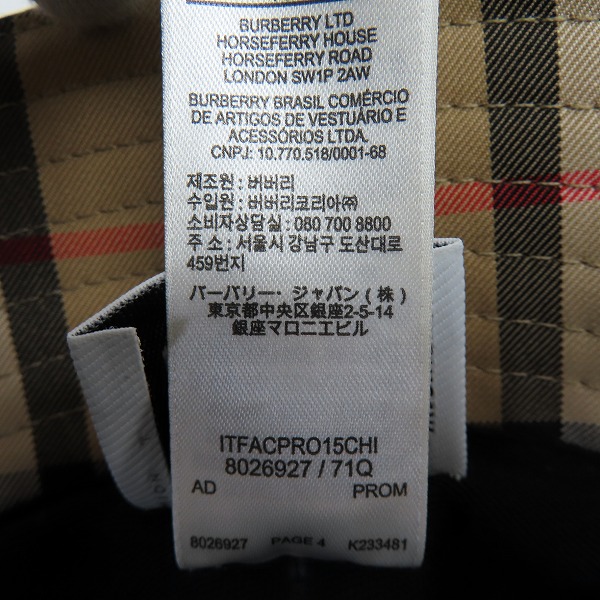 BURBERRY LTD
HORSEFERRY HOUSE
HORSEFERRY ROAD
LONDON SW1P 2AW
BURBERRY BRASIL COMÉRCIO
DE ARTIGOS DE VESTUÁRIO E
ACESSÓRIOS LTDA.
CNPJ: 10.770.518/0001-68
제조원 : 버버리
수입원 : 버버리코리아㈜
소비자상담실 : 080 700 8800
주 소 : 서울시 강남구 도산대로
459번지
バーバリー・ジャパン ( 株 )
東京都中央区銀座2-5-14
銀座マロニエビル
ITFACPRO15CHI
8026927 / 71Q
AD PROM
8026927 PAGE 4 K233481